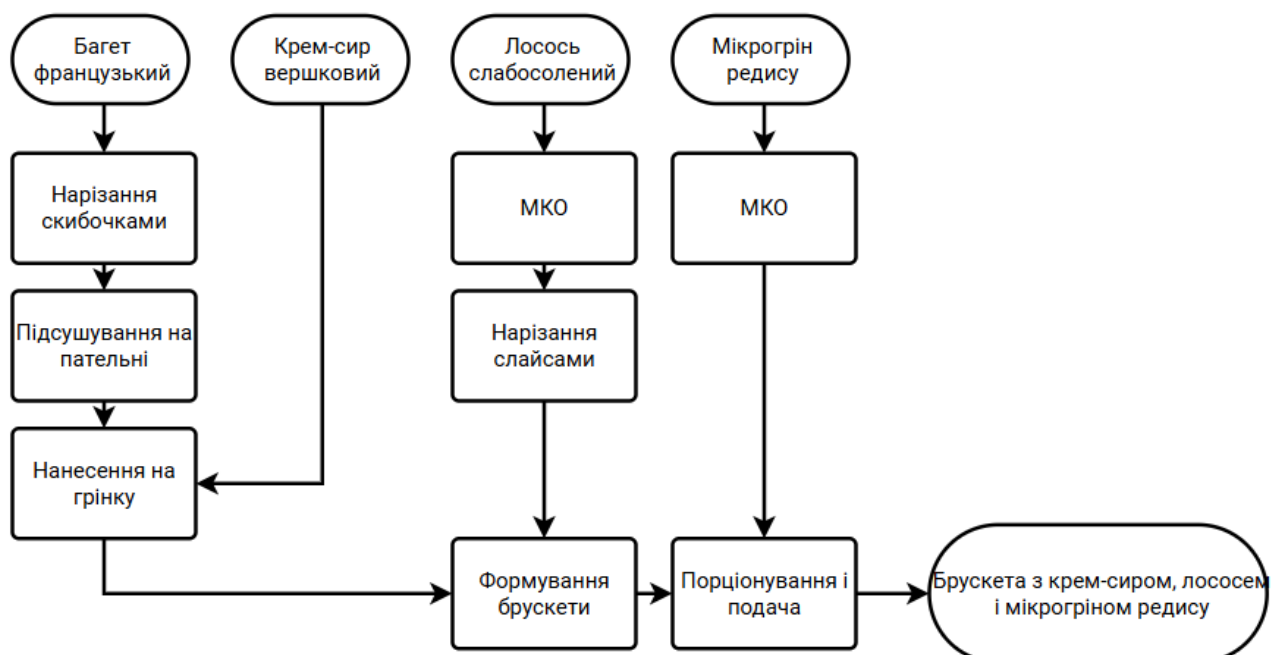 Багет
французький
Крем-сир
вершковий
Лосось
слабосолений
Мікрогрін
редису
Нарізання
скибочками
МКО
МКО
Підсушування на
пательні
Нарізання
слайсами
Нанесення на
грінку
Формування
брускети
Порціонування і
подача
Брускета з крем-сиром, лососем
і мікрогріном редису